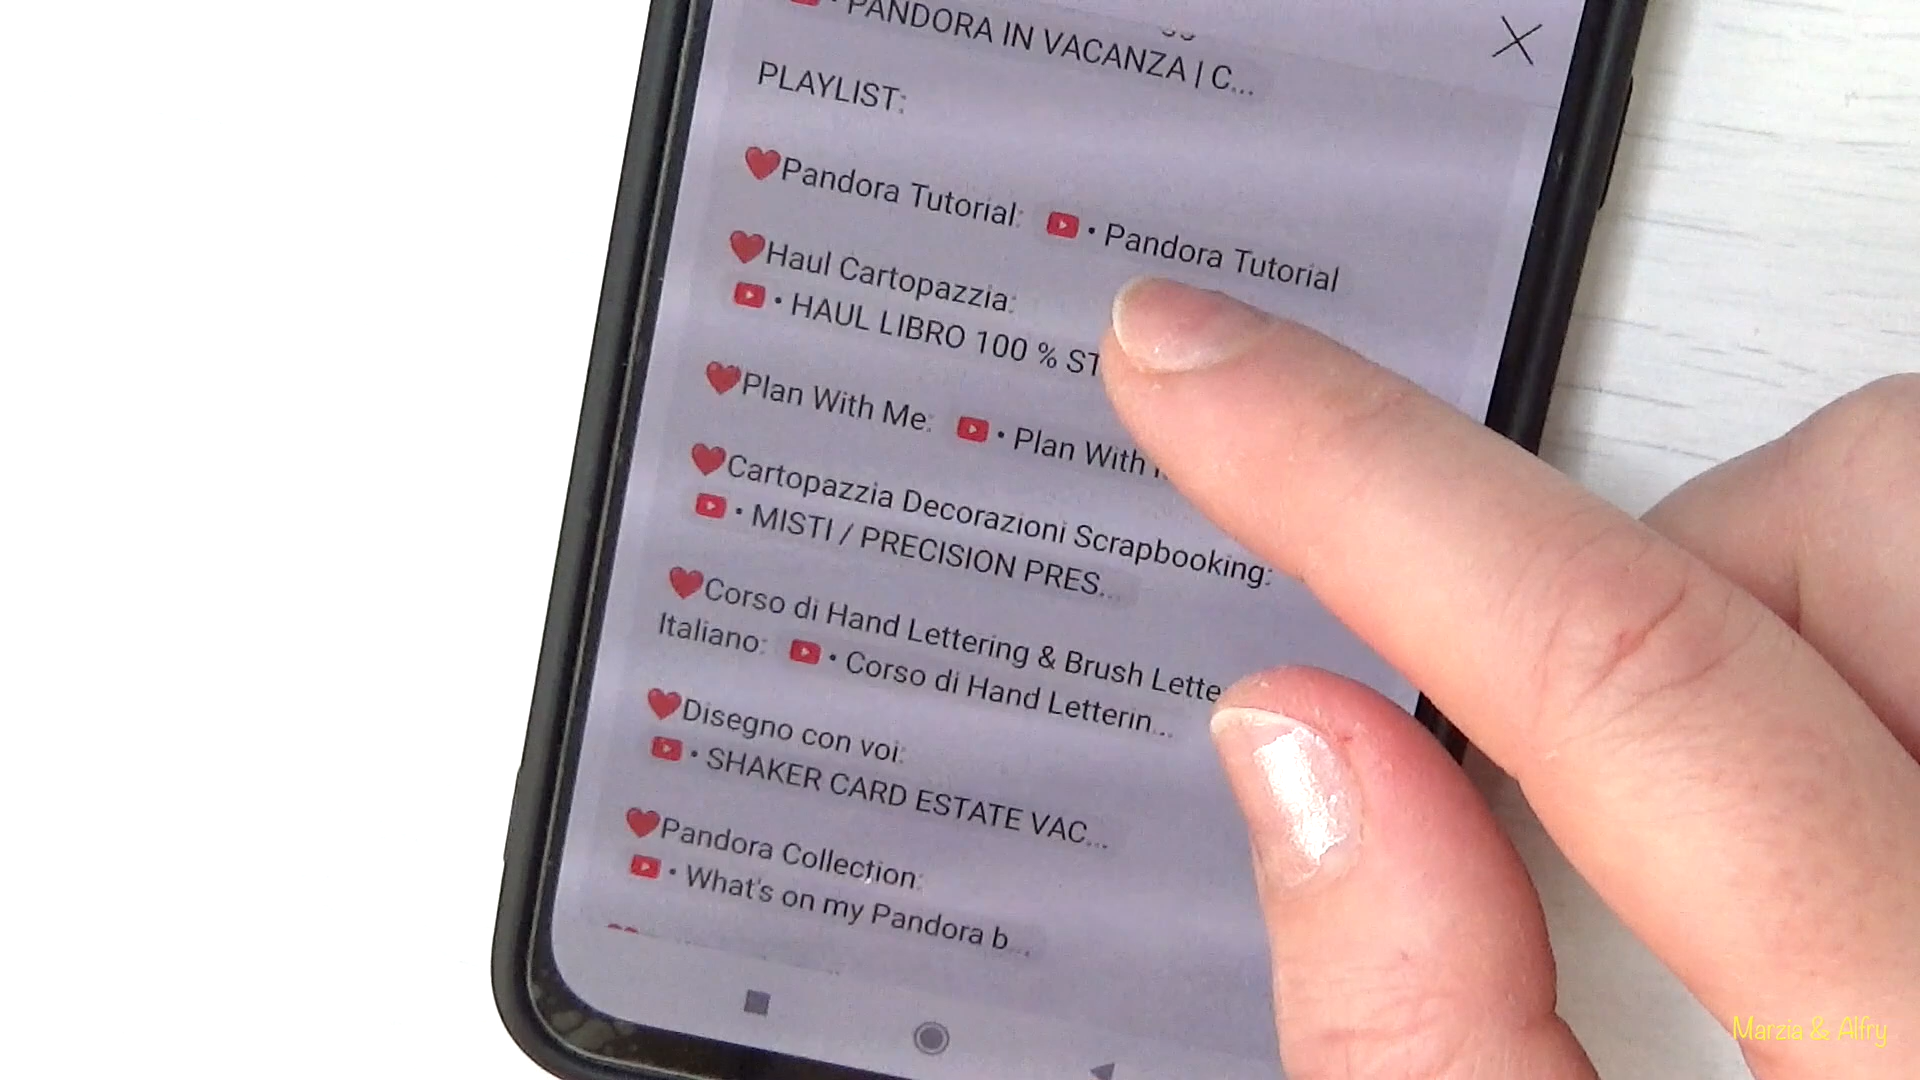 • PANDORA IN VACANZA | C...
PLAYLIST:
❤Pandora Tutorial: • Pandora Tutorial
❤Haul Cartopazzia:
• HAUL LIBRO 100 % ST
❤Plan With Me: • Plan With
❤Cartopazzia Decorazioni Scrapbooking:
• MISTI / PRECISION PRES...
❤Corso di Hand Lettering & Brush Lette
Italiano: • Corso di Hand Letterin...
❤Disegno con voi:
• SHAKER CARD ESTATE VAC...
❤Pandora Collection:
• What's on my Pandora b...
Marzia & Alfry